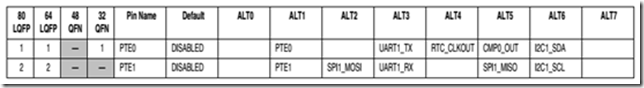 80 LQFP 64 LQFP 48 QFN 32 QFN Pin Name Default ALT0 ALT1 ALT2 ALT3 ALT4 ALT5 ALT6 ALT7
1 1 — 1 PTE0 DISABLED PTE0 UART1_TX RTC_CLKOUT CMP0_OUT I2C1_SDA
2 2 — — PTE1 DISABLED PTE1 SPI1_MOSI UART1_RX SPI1_MISO I2C1_SCL